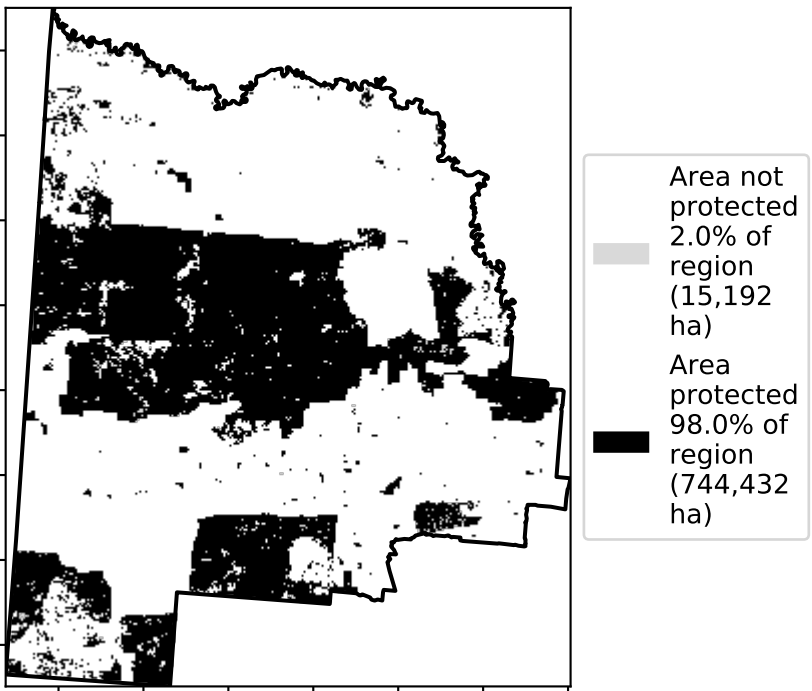 Area not
protected
2.0% of
region
(15,192
ha)
Area
protected
98.0% of
region
(744,432
ha)